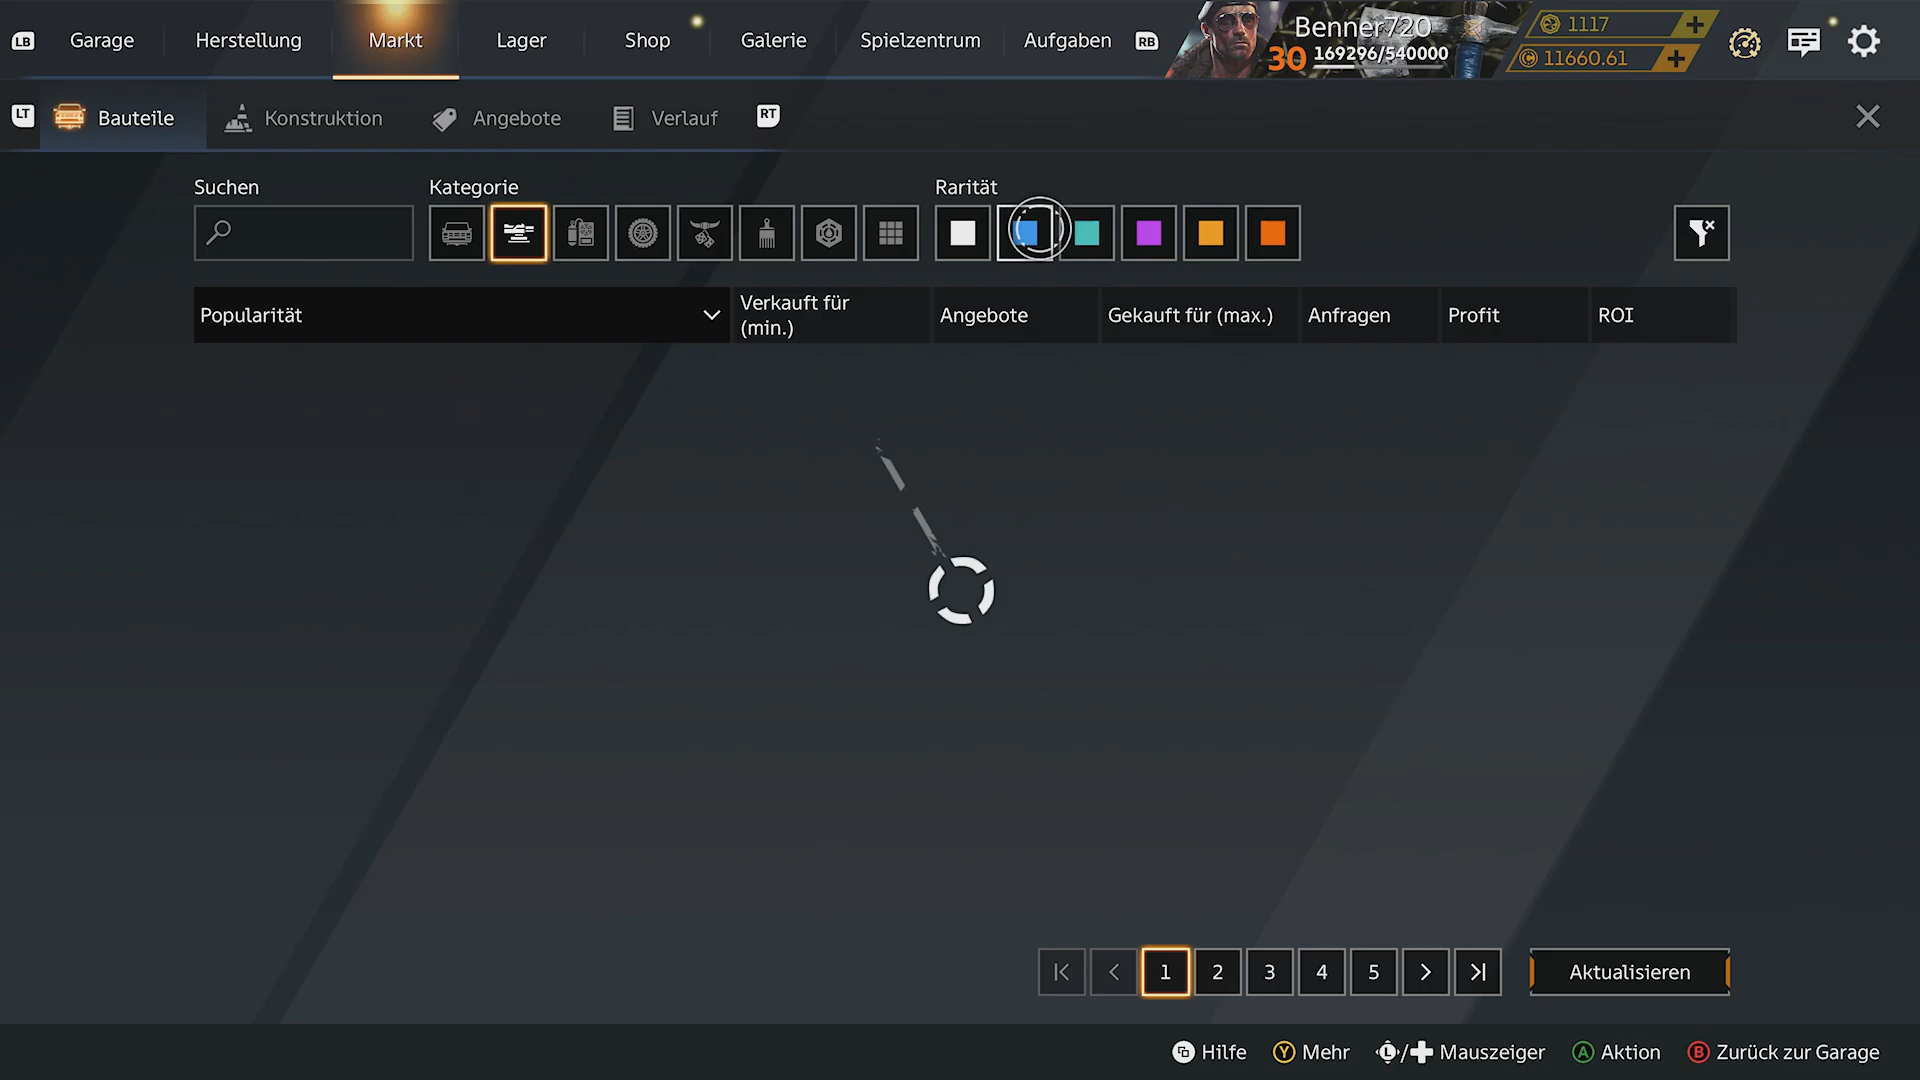 LB Garage Herstellung Markt Lager Shop Galerie Spielzentrum Aufgaben RB
Benner720
30 169296/540000
1117
11660.61
LT Bauteile Konstruktion Angebote Verlauf RT
Suchen Kategorie Rarität
Popularität Verkauft für (min.) Angebote Gekauft für (max.) Anfragen Profit ROI
1 2 3 4 5 Aktualisieren
Hilfe Y Mehr L / Mauszeiger A Aktion B Zurück zur Garage